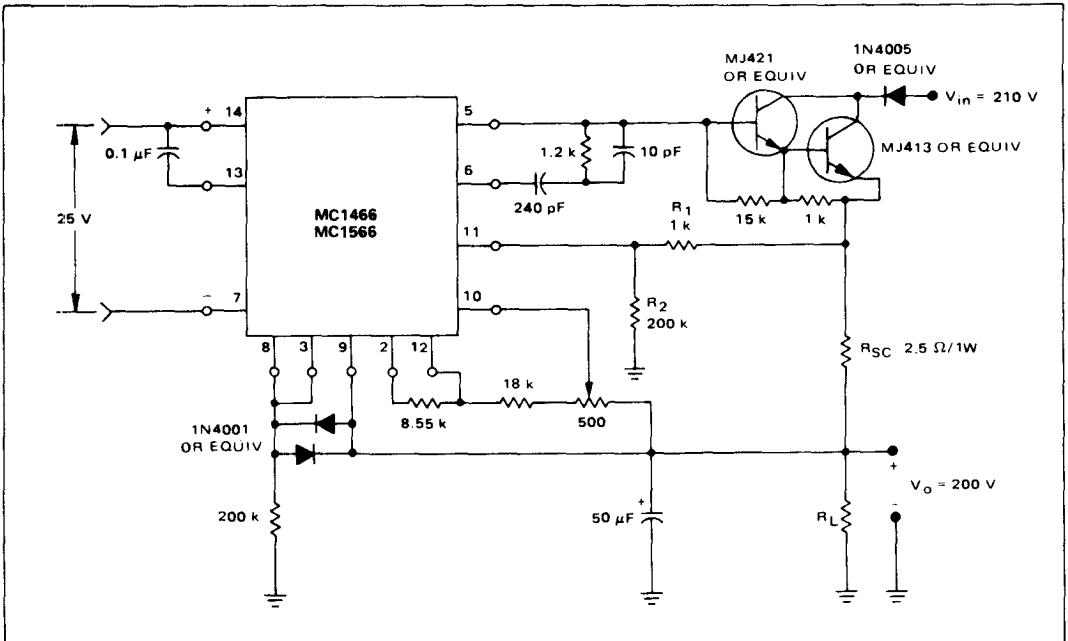 MJ421
OR EQUIV
1N4005
OR EQUIV
V_in = 210 V
MJ413 OR EQUIV
+
14
5
0.1 µF
1.2 k
10 pF
13
6
240 pF
15 k
1 k
25 V
MC1466
MC1566
R1
1 k
11
10
R2
200 k
−
7
RSC 2.5 Ω/1W
8
3
9
2
12
18 k
8.55 k
500
1N4001
OR EQUIV
+
Vo = 200 V
−
200 k
+
50 µF
RL